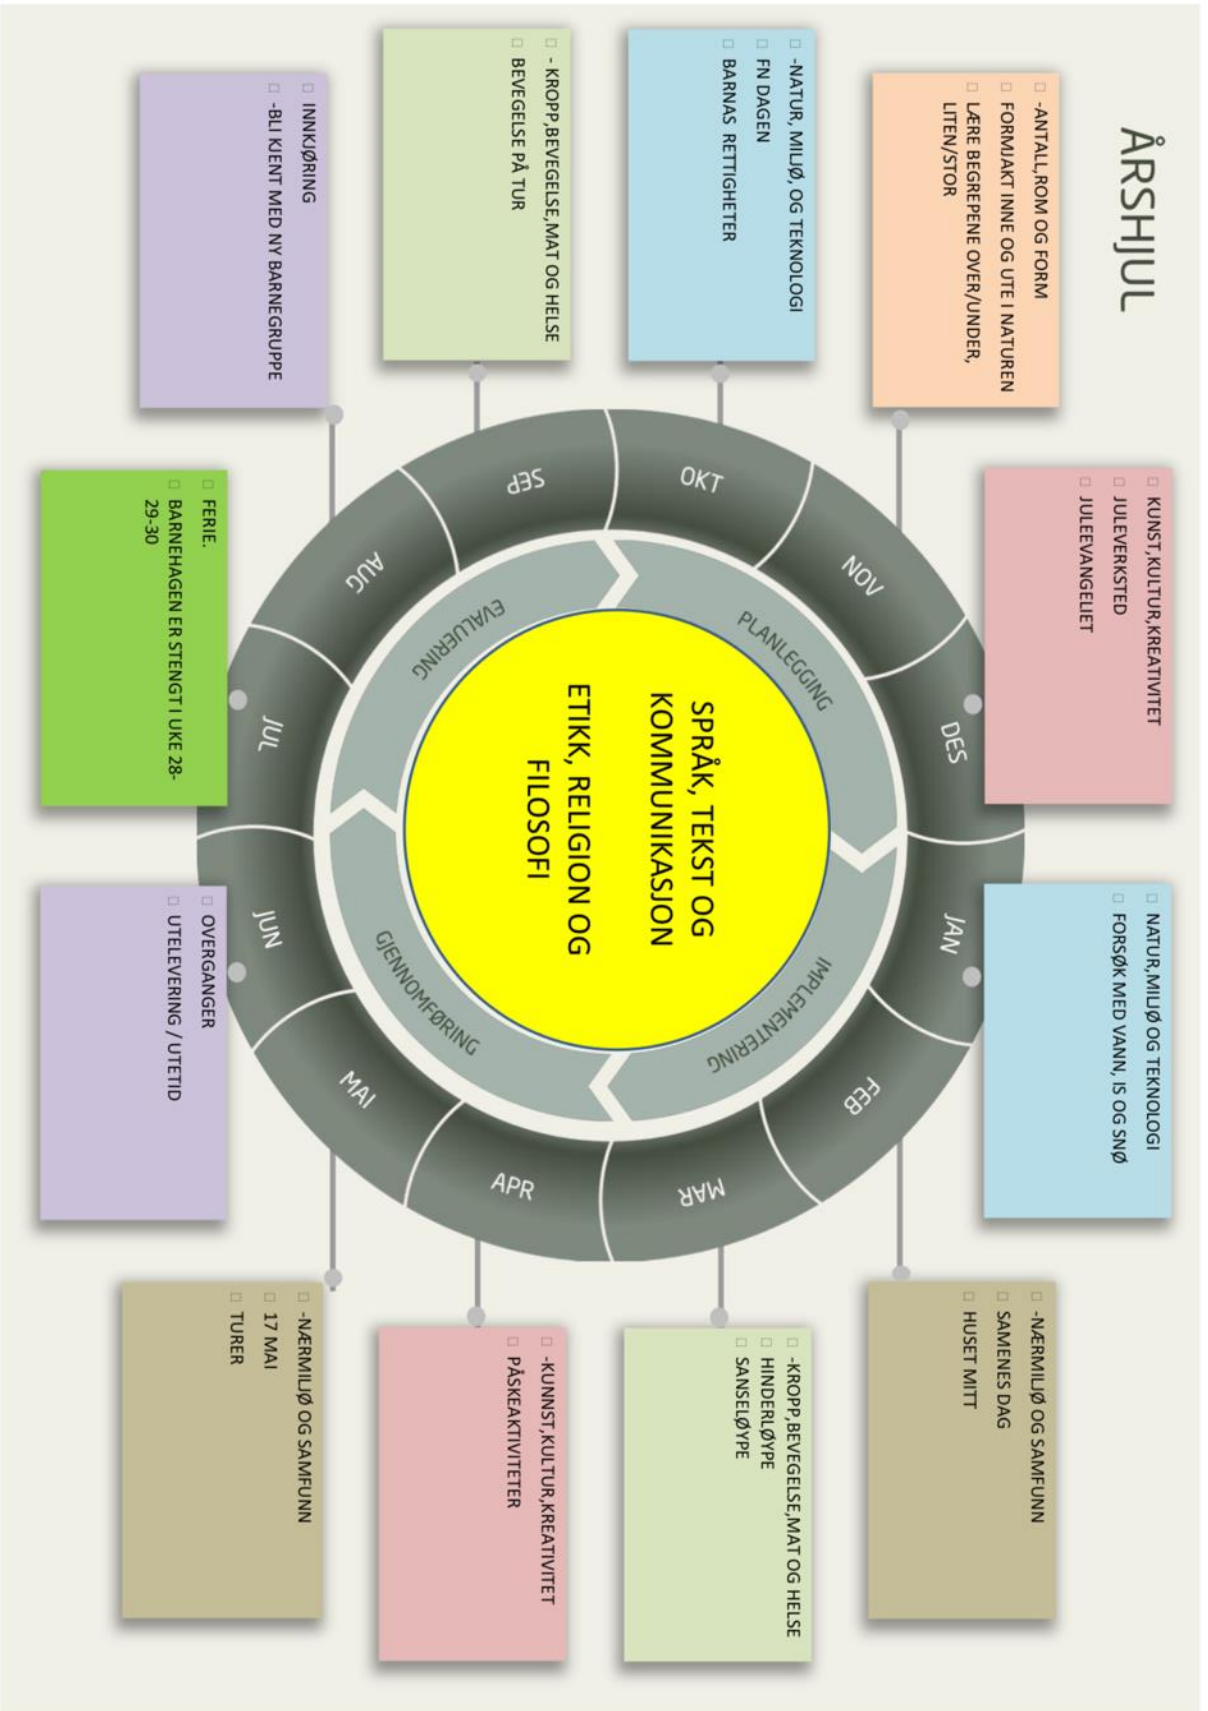 ÅRSHJUL
KUNST,KULTUR,KREATIVITET
JULEVERKSTED
JULEEVANGELIET
NATUR,MILJØ OG TEKNOLOGI
FORSØK MED VANN, IS OG SNØ
-ANTALL,ROM OG FORM
FORMJAKT INNE OG UTE I NATUREN
LÆRE BEGREPENE OVER/UNDER,
LITEN/STOR
-NÆRMILJØ OG SAMFUNN
SAMENES DAG
HUSET MITT
-NATUR, MILJØ, OG TEKNOLOGI
FN DAGEN
BARNAS RETTIGHETER
-KROPP,BEVEGELSE,MAT OG HELSE
HINDERLØYPE
SANSELØYPE
- KROPP,BEVEGELSE,MAT OG HELSE
BEVEGELSE PÅ TUR
-KUNNST,KULTUR,KREATIVITET
PÅSKEAKTIVITETER
INNKJØRING
-BLI KJENT MED NY BARNEGRUPPE
-NÆRMILJØ OG SAMFUNN
17 MAI
TURER
FERIE.
BARNEHAGEN ER STENGT I UKE 28-
29-30
OVERGANGER
UTELEVERING / UTETID
DES
JAN
FEB
MAR
APR
MAI
JUN
JUL
AUG
SEP
OKT
NOV
PLANLEGGING
IMPLEMENTERING
GJENNOMFØRING
EVALUERING
SPRÅK, TEKST OG
KOMMUNIKASJON
ETIKK, RELIGION OG
FILOSOFI